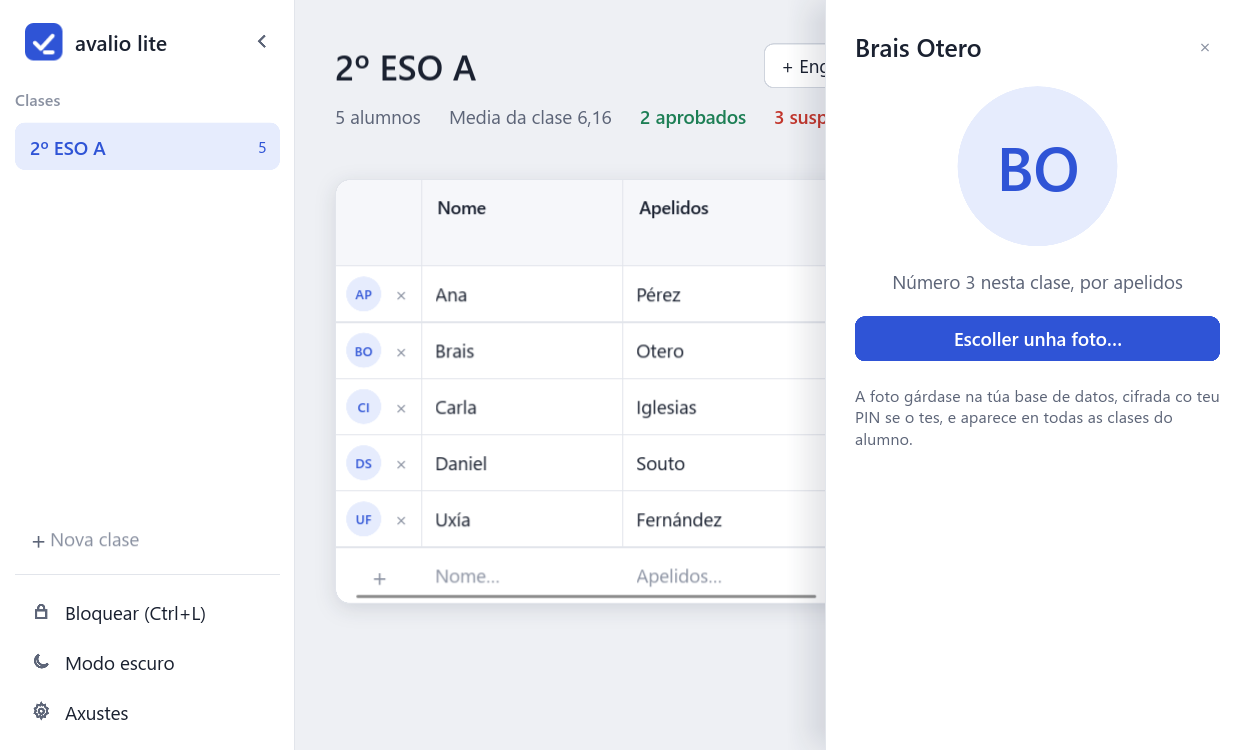 avalio lite
Clases
2º ESO A 5
+ Nova clase
Bloquear (Ctrl+L)
Modo escuro
Axustes
2º ESO A
+ Eng
5 alumnos Media da clase 6,16 2 aprobados 3 susp
Nome Apelidos
AP × Ana Pérez
BO × Brais Otero
CI × Carla Iglesias
DS × Daniel Souto
UF × Uxía Fernández
+ Nome... Apelidos...
Brais Otero ×
BO
Número 3 nesta clase, por apelidos
Escoller unha foto...
A foto gárdase na túa base de datos, cifrada co teu
PIN se o tes, e aparece en todas as clases do
alumno.